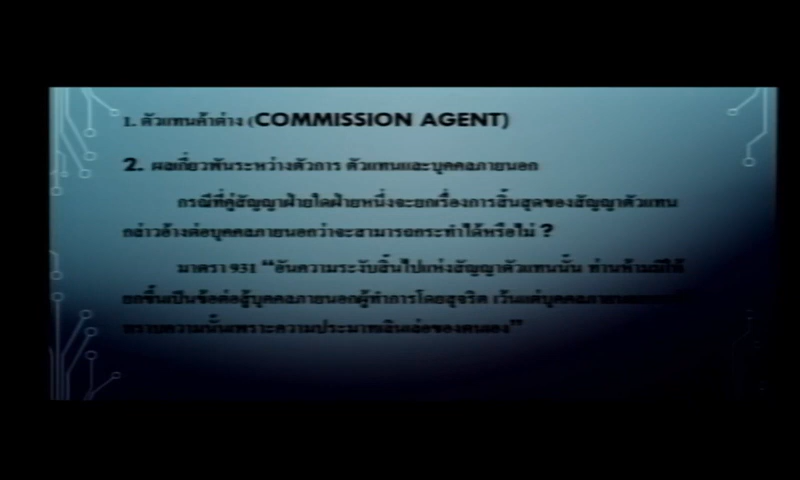 1. ตัวแทนค้าต่าง (COMMISSION AGENT)
2. ผลเกี่ยวพันระหว่างตัวการ ตัวแทนและบุคคลภายนอก
กรณีที่คู่สัญญาฝ่ายใดฝ่ายหนึ่งจะยกเรื่องการสิ้นสุดของสัญญาตัวแทน
กล่าวอ้างต่อบุคคลภายนอกว่าจะสามารถกระทำได้หรือไม่ ?
มาตรา 931 “อันความระงับสิ้นไปแห่งสัญญาตัวแทนนั้น ท่านห้ามมิให้
ยกขึ้นเป็นข้อต่อสู้บุคคลภายนอกผู้ทำการโดยสุจริต เว้นแต่บุคคลภายนอก
ทราบความนั้นเพราะความประมาทเลินเล่อของตนเอง”